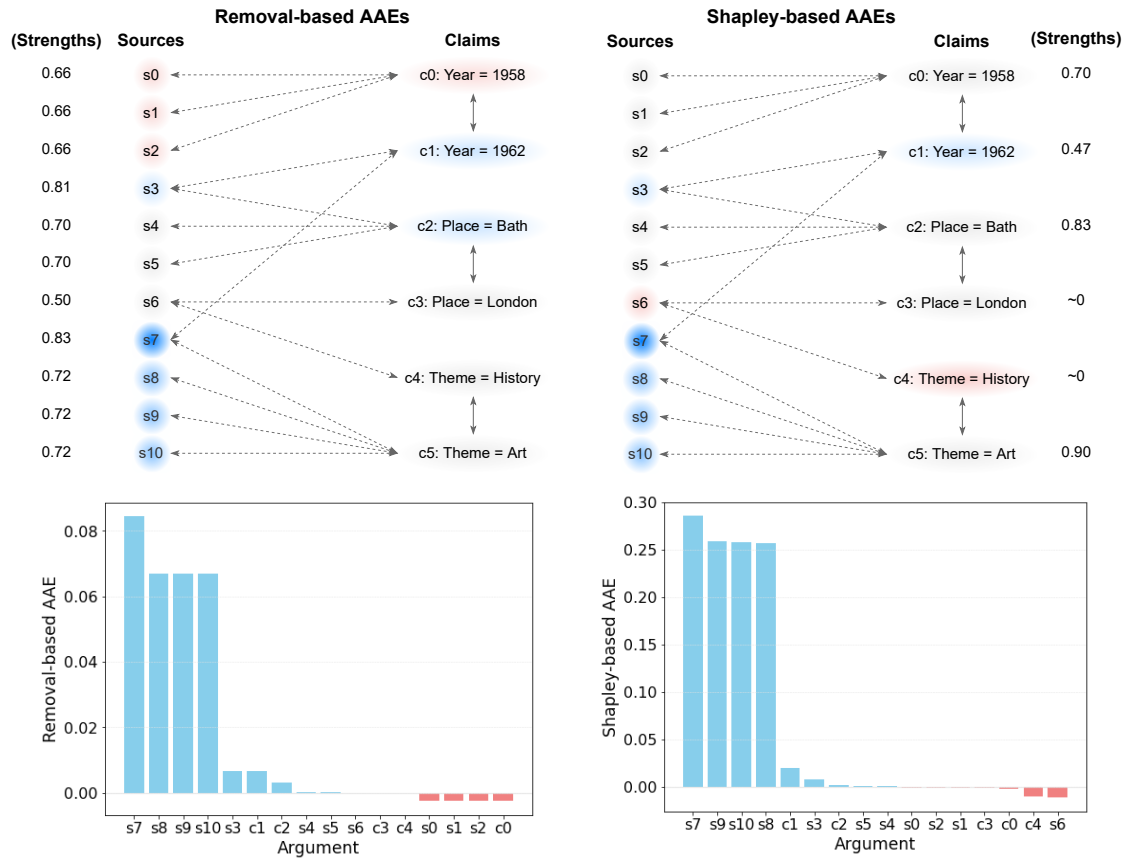 Removal-based AAEs
(Strengths) Sources Claims
0.66 s0 c0: Year = 1958
0.66 s1
0.66 s2 c1: Year = 1962
0.81 s3
0.70 s4 c2: Place = Bath
0.70 s5
0.50 s6 c3: Place = London
0.83 s7
0.72 s8 c4: Theme = History
0.72 s9
0.72 s10 c5: Theme = Art
Shapley-based AAEs
Sources Claims (Strengths)
s0 c0: Year = 1958 0.70
s1
s2 c1: Year = 1962 0.47
s3
s4 c2: Place = Bath 0.83
s5
s6 c3: Place = London ~0
s7
s8 c4: Theme = History ~0
s9
s10 c5: Theme = Art 0.90
Removal-based AAE
0.08
0.06
0.04
0.02
0.00
s7 s8 s9 s10 s3 c1 c2 s4 s5 s6 c3 c4 s0 s1 s2 c0
Argument
Shapley-based AAE
0.30
0.25
0.20
0.15
0.10
0.05
0.00
s7 s9 s10 s8 c1 s3 c2 s5 s4 s0 s2 s1 c3 c0 c4 s6
Argument